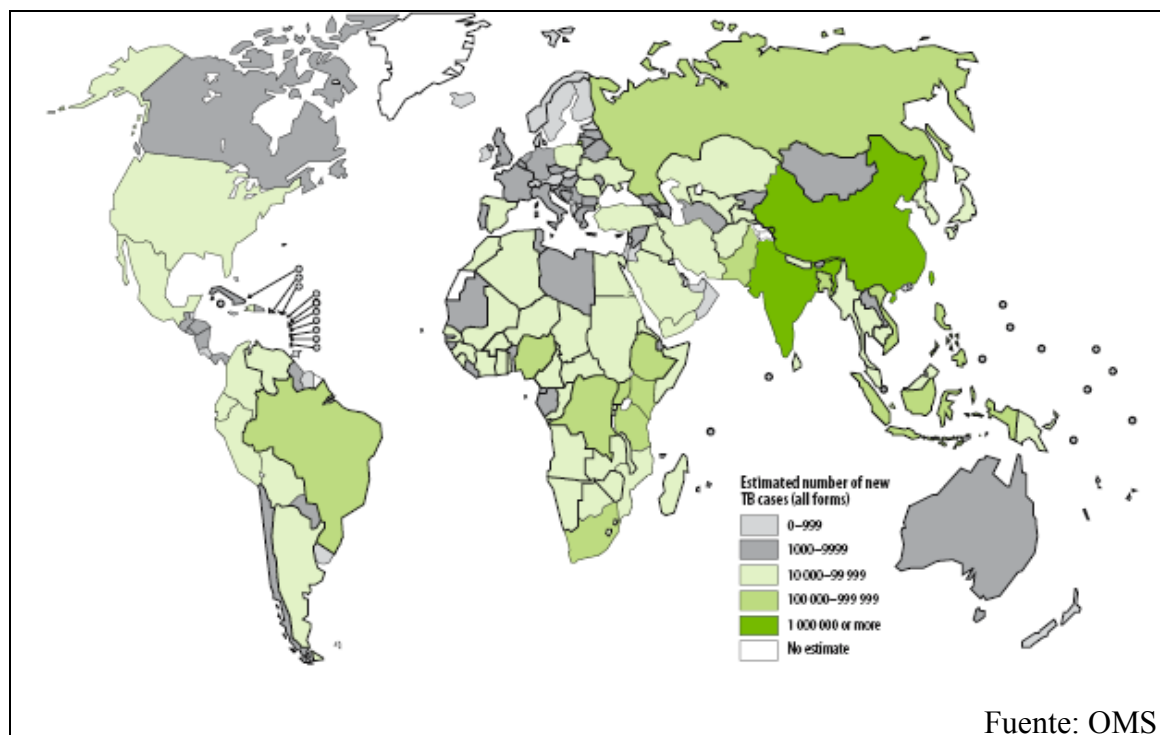 Estimated number of new
TB cases (all forms)
0–999
1000–9999
10 000–99 999
100 000–999 999
1 000 000 or more
No estimate
Fuente: OMS